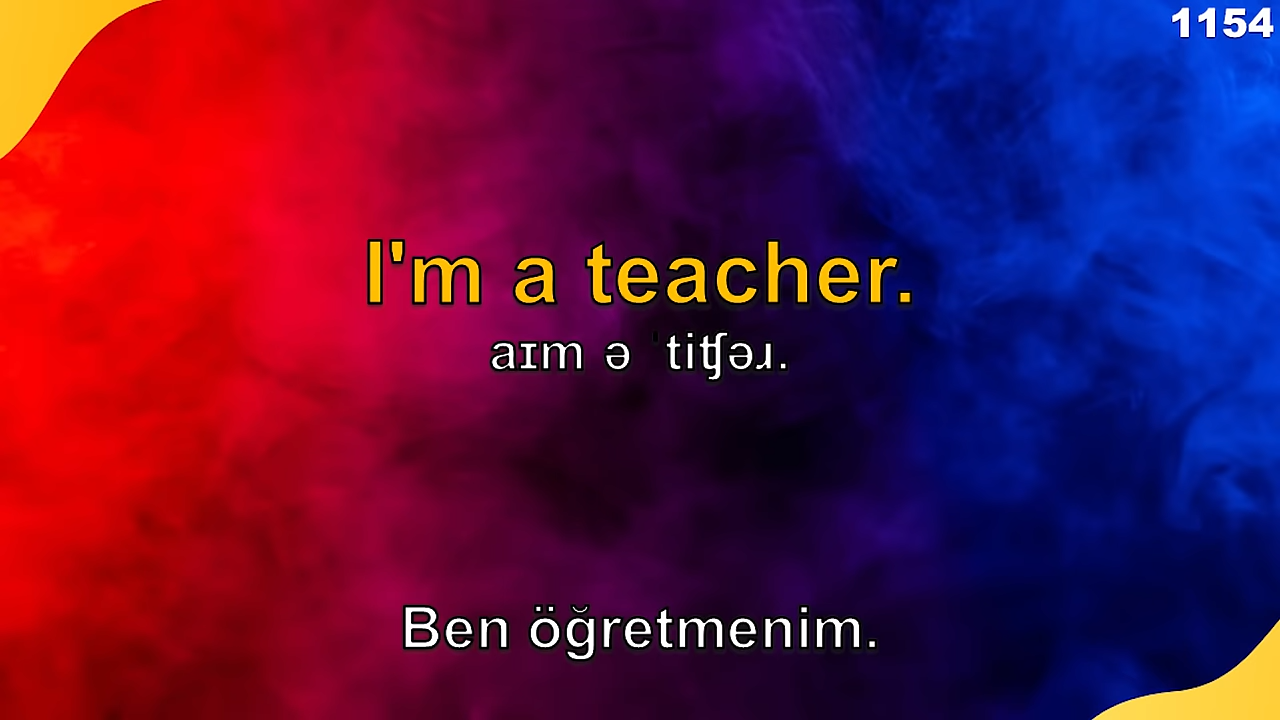 1154
I'm a teacher.
aɪm ə ˈtiʧəɹ.
Ben öğretmenim.